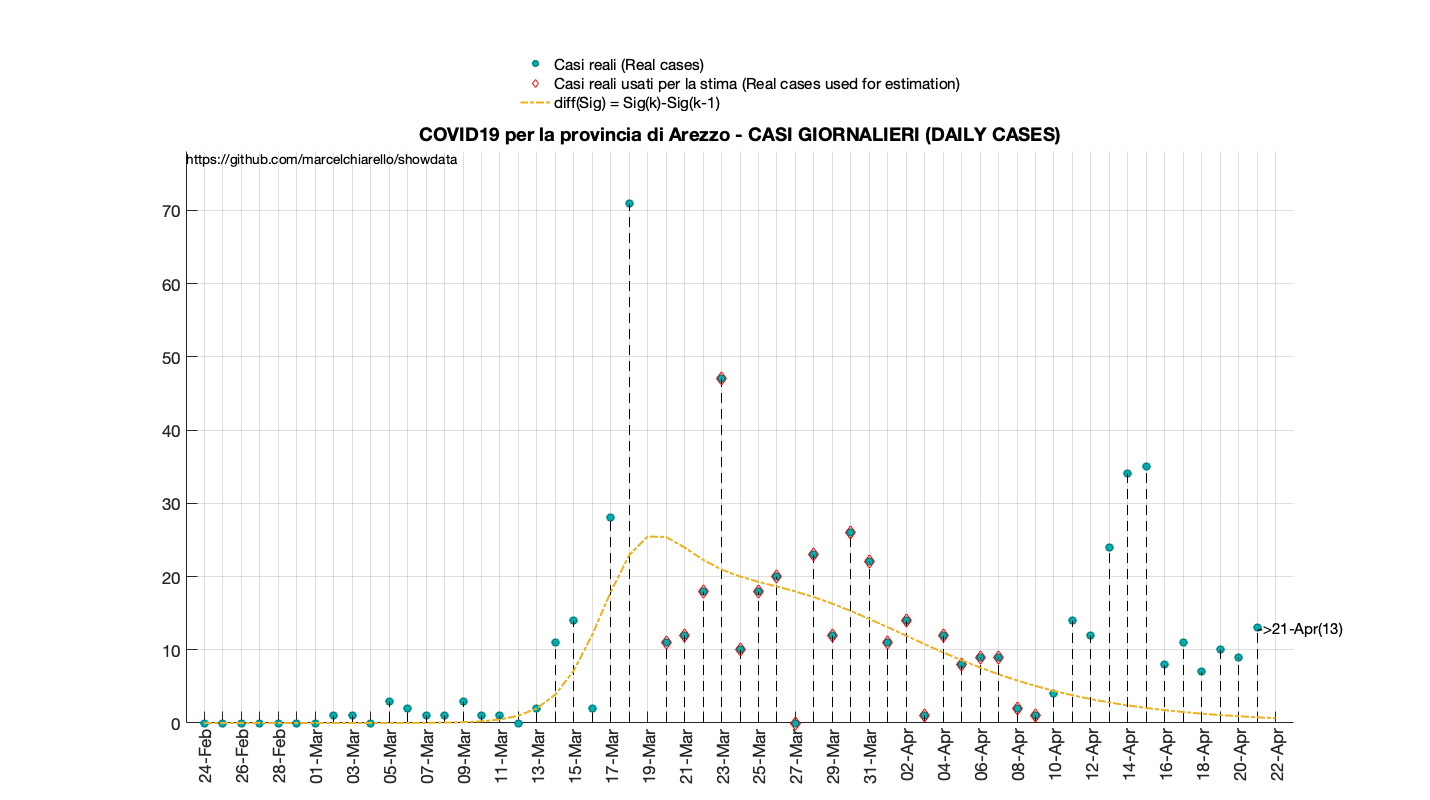 Casi reali (Real cases)
Casi reali usati per la stima (Real cases used for estimation)
diff(Sig) = Sig(k)-Sig(k-1)
COVID19 per la provincia di Arezzo - CASI GIORNALIERI (DAILY CASES)
https://github.com/marcelchiarello/showdata
70
60
50
40
30
20
10
0
->21-Apr(13)
24-Feb
26-Feb
28-Feb
01-Mar
03-Mar
05-Mar
07-Mar
09-Mar
11-Mar
13-Mar
15-Mar
17-Mar
19-Mar
21-Mar
23-Mar
25-Mar
27-Mar
29-Mar
31-Mar
02-Apr
04-Apr
06-Apr
08-Apr
10-Apr
12-Apr
14-Apr
16-Apr
18-Apr
20-Apr
22-Apr